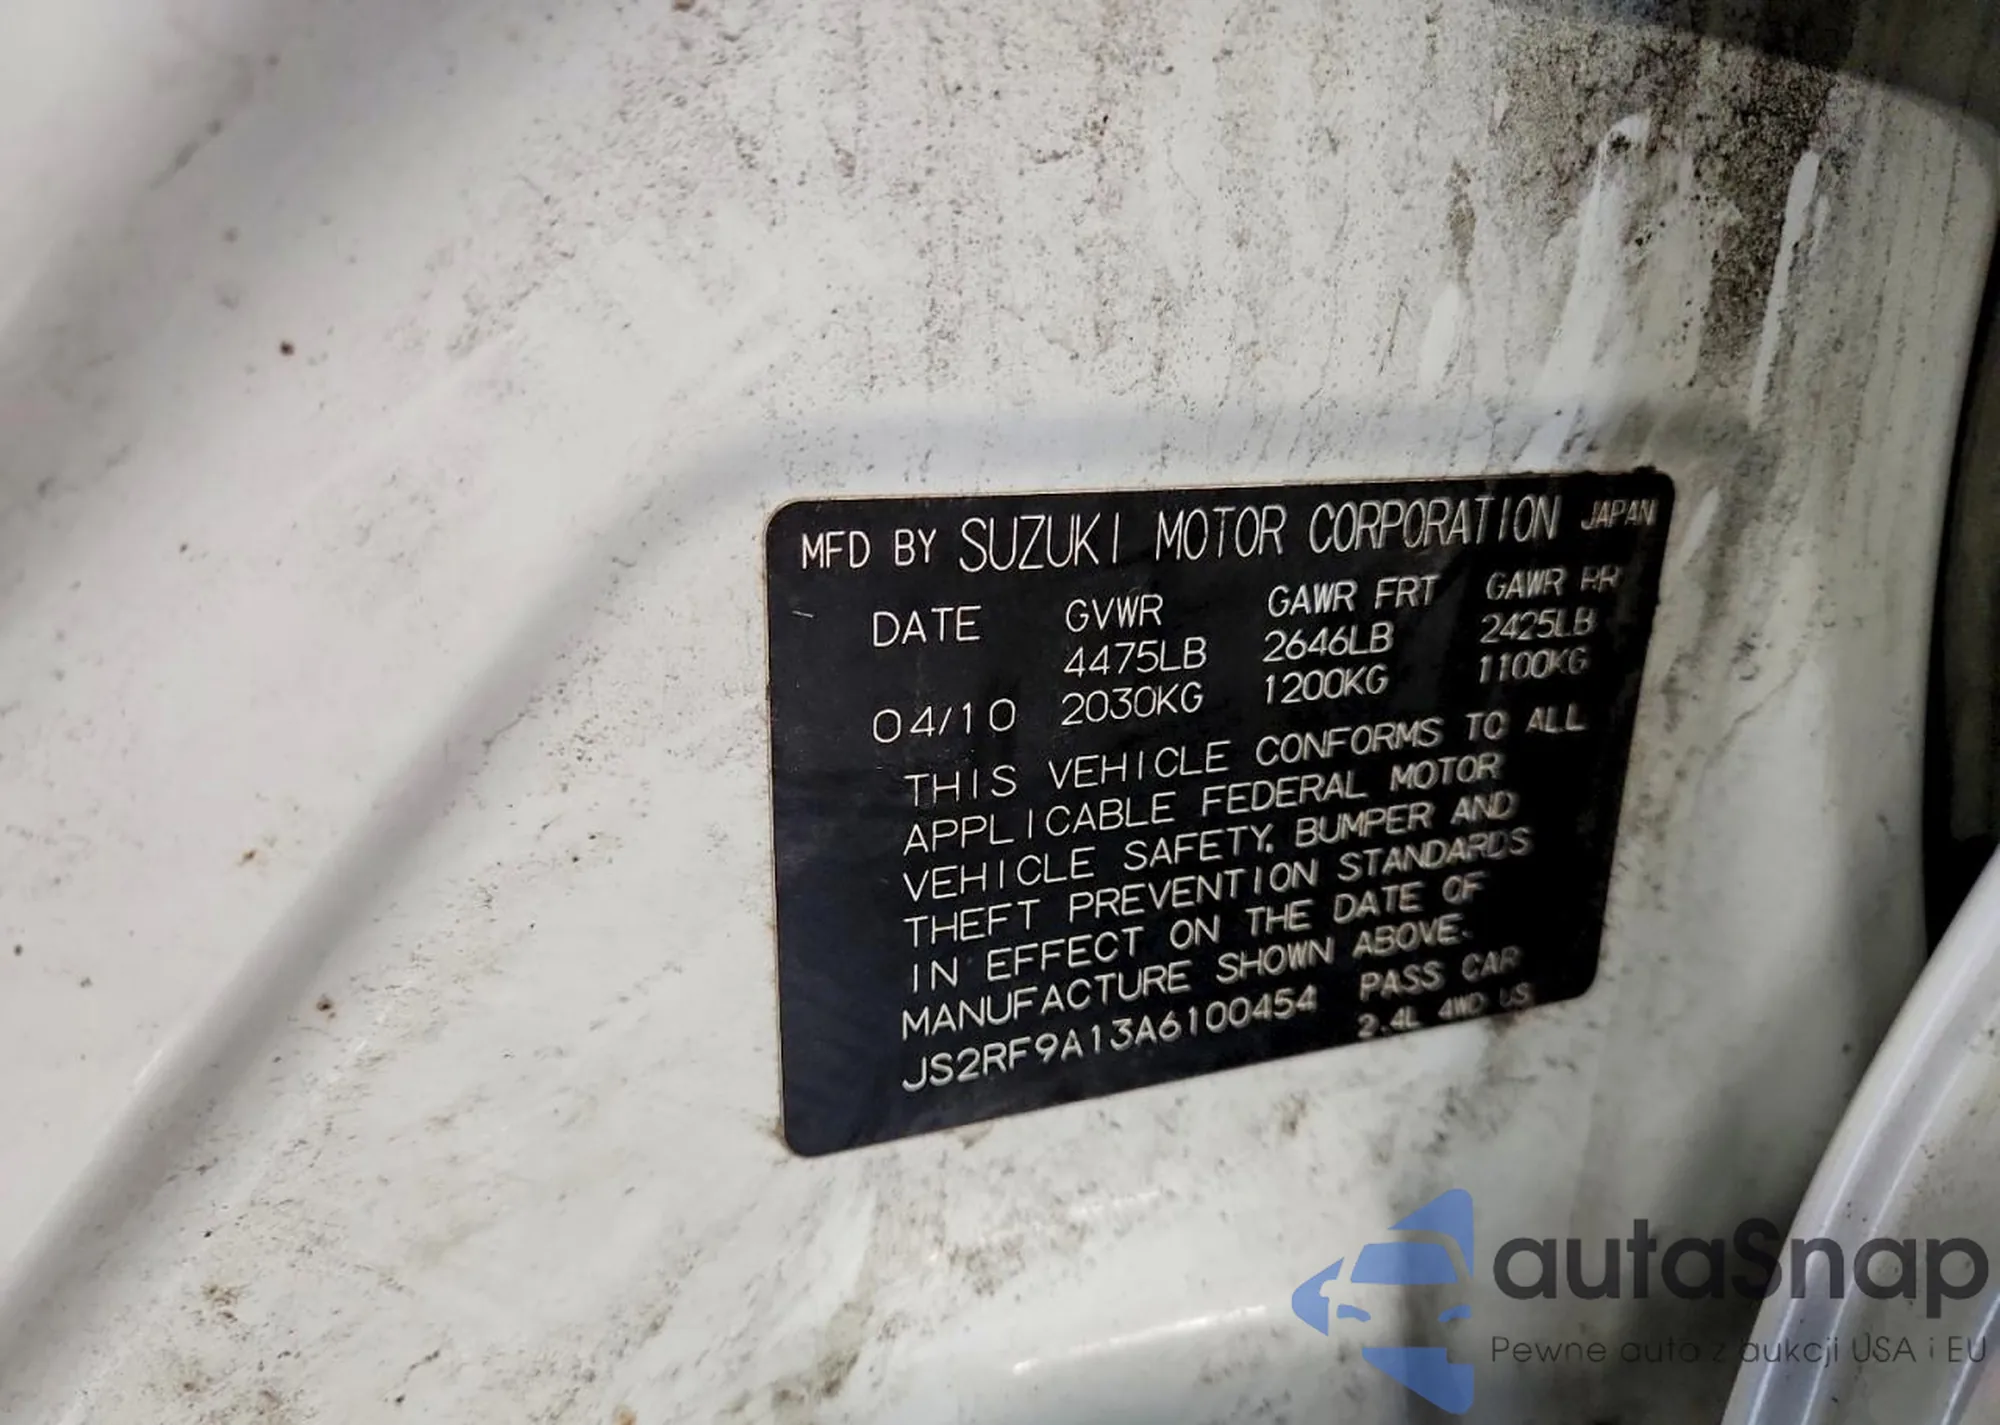 MFD BY SUZUKI MOTOR CORPORATION JAPAN
DATE GVWR GAWR FRT GAWR RR
4475LB 2646LB 2425LB
04/10 2030KG 1200KG 1100KG
THIS VEHICLE CONFORMS TO ALL
APPLICABLE FEDERAL MOTOR
VEHICLE SAFETY, BUMPER AND
THEFT PREVENTION STANDARDS
IN EFFECT ON THE DATE OF
MANUFACTURE SHOWN ABOVE.
JS2RF9A13A6100454 PASS CAR
2.4L 4WD US
autaSnap
Pewne auta z aukcji USA i EU